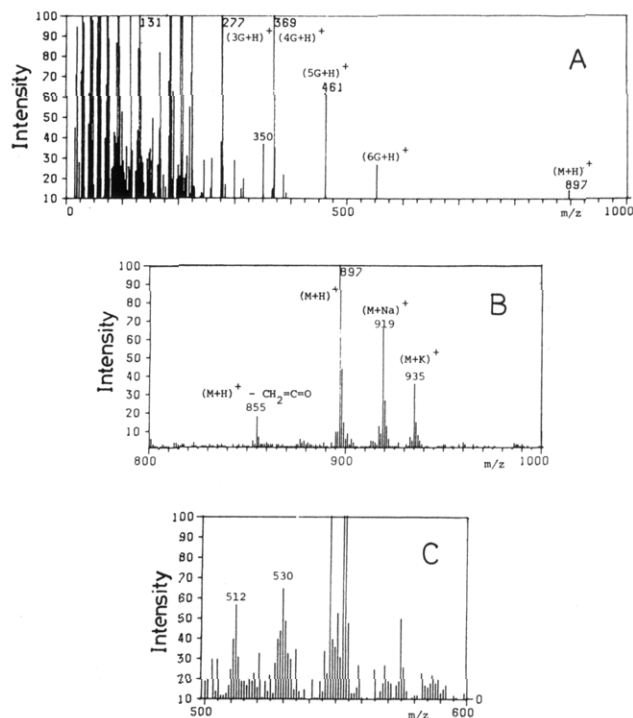 100
90
80
70
60
50
40
30
20
10
Intensity
131
277
369
(3G+H)+
(4G+H)+
(5G+H)+
461
350
(6G+H)+
(M+H)+
897
A
0
500
m/z
1000
100
90
80
70
60
50
40
30
20
10
Intensity
897
(M+H)+
(M+Na)+
919
(M+K)+
935
(M+H)+ - CH2=C=O
855
B
800
900
m/z
1000
100
90
80
70
60
50
40
30
20
10
Intensity
512
530
C
500
m/z
600
0